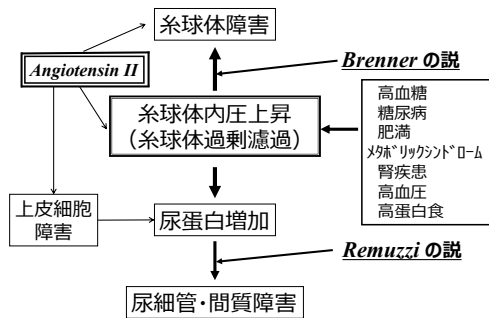 糸球体障害
Brenner の説
Angiotensin II
糸球体内圧上昇
（糸球体過剰濾過）
高血糖
糖尿病
肥満
ﾒﾀﾎﾞﾘックシンドﾛｰﾑ
腎疾患
高血圧
高蛋白食
上皮細胞
障害
尿蛋白増加
Remuzzi の説
尿細管・間質障害